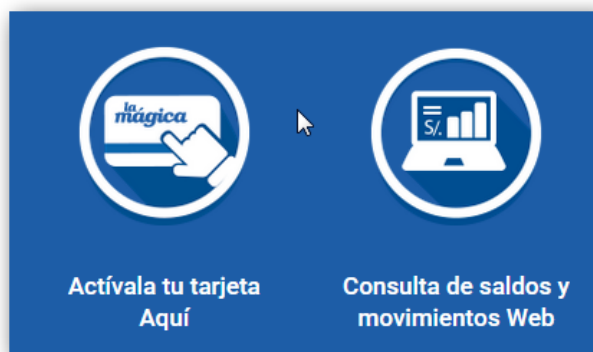 la
mágica
S/.
Actívala tu tarjeta
Aquí
Consulta de saldos y
movimientos Web